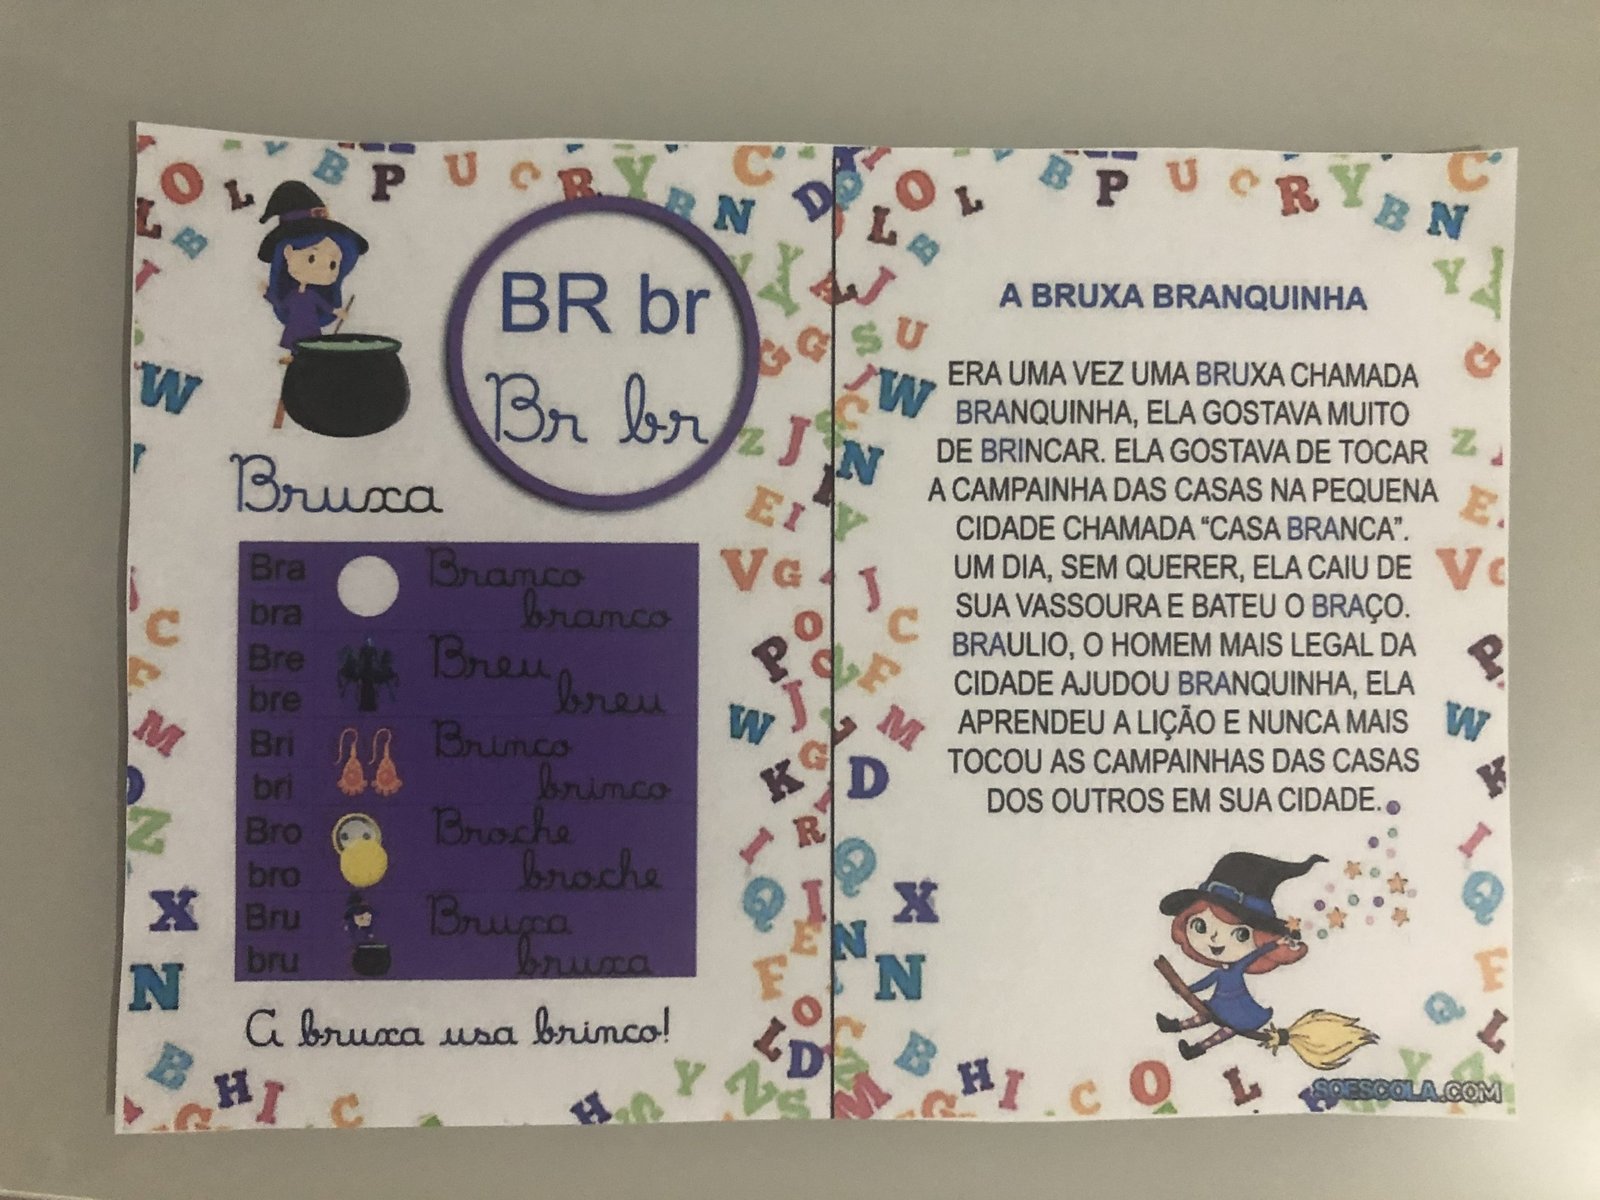 BR br
Br br
Bruxa
Bra
bra
Branco
branco
Bre
bre
Breu
breu
Bri
bri
Brinco
brinco
Bro
bro
Broche
broche
Bru
bru
Bruxa
bruxa
A bruxa usa brinco!
A BRUXA BRANQUINHA
ERA UMA VEZ UMA BRUXA CHAMADA
BRANQUINHA, ELA GOSTAVA MUITO
DE BRINCAR. ELA GOSTAVA DE TOCAR
A CAMPAINHA DAS CASAS NA PEQUENA
CIDADE CHAMADA “CASA BRANCA”.
UM DIA, SEM QUERER, ELA CAIU DE
SUA VASSOURA E BATEU O BRAÇO.
BRAULIO, O HOMEM MAIS LEGAL DA
CIDADE AJUDOU BRANQUINHA, ELA
APRENDEU A LIÇÃO E NUNCA MAIS
TOCOU AS CAMPAINHAS DAS CASAS
DOS OUTROS EM SUA CIDADE.
SOESCOLA.COM